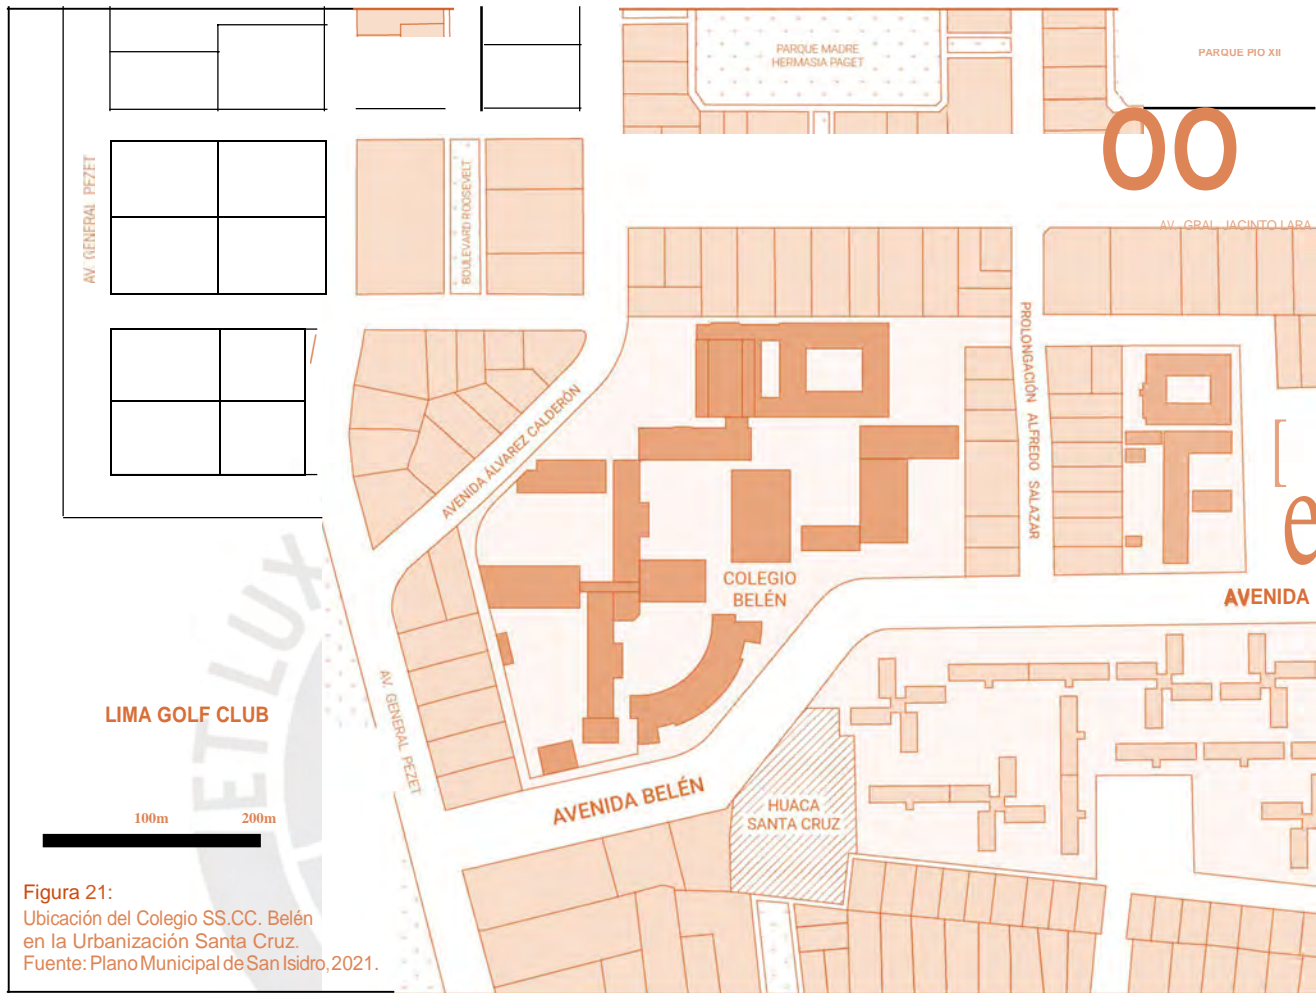 PARQUE MADRE
HERMASIA PAGET
PARQUE PIO XII
OO
AV. GENERAL PEZET
BOULEVARD ROOSEVELT
AV. GRAL. JACINTO LARA
PROLONGACIÓN ALFREDO SALAZAR
AVENIDA ÁLVAREZ CALDERÓN
[
e
COLEGIO
BELÉN
AVENIDA
ET LUX
AV. GENERAL PEZET
LIMA GOLF CLUB
AVENIDA BELÉN
HUACA
SANTA CRUZ
100m 200m
Figura 21:
Ubicación del Colegio SS.CC. Belén
en la Urbanización Santa Cruz.
Fuente: Plano Municipal de San Isidro, 2021.